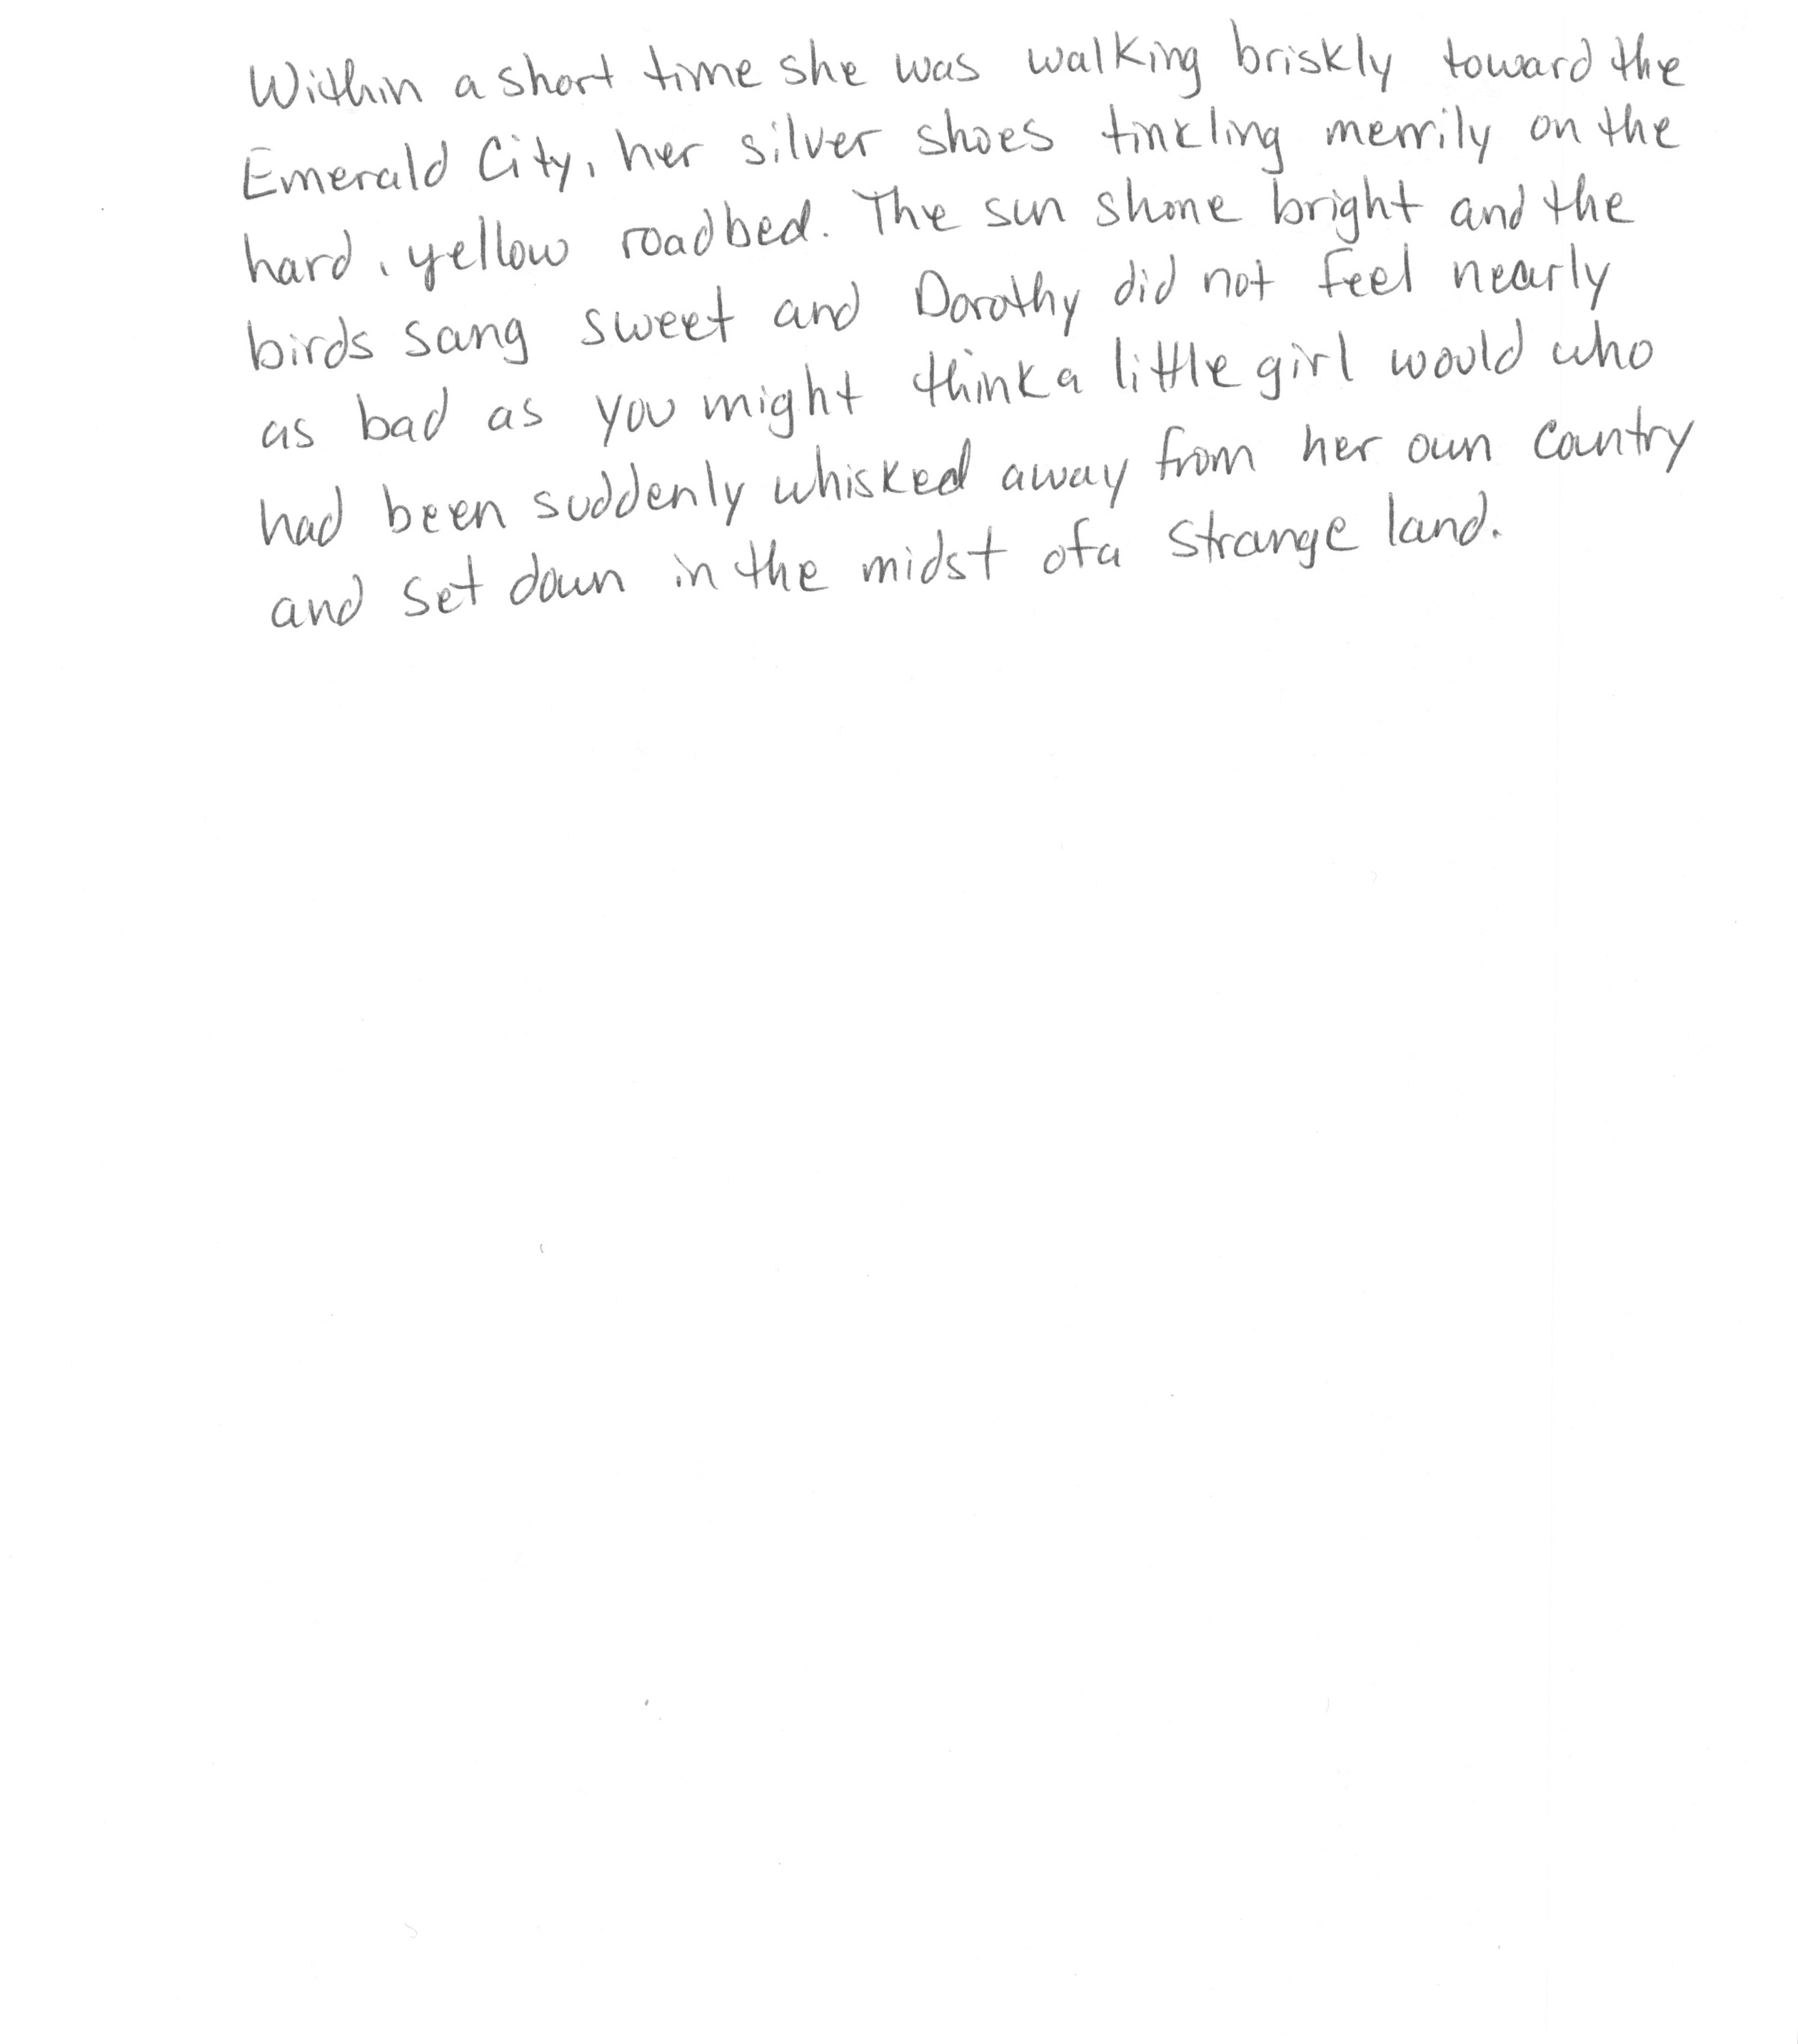 Within a short time she was walking briskly toward the
Emerald City, her silver shoes tinkling merrily on the
hard, yellow roadbed. The sun shone bright and the
birds sang sweet and Dorothy did not feel nearly
as bad as you might think a little girl would who
had been suddenly whisked away from her own country
and set down in the midst of a strange land.